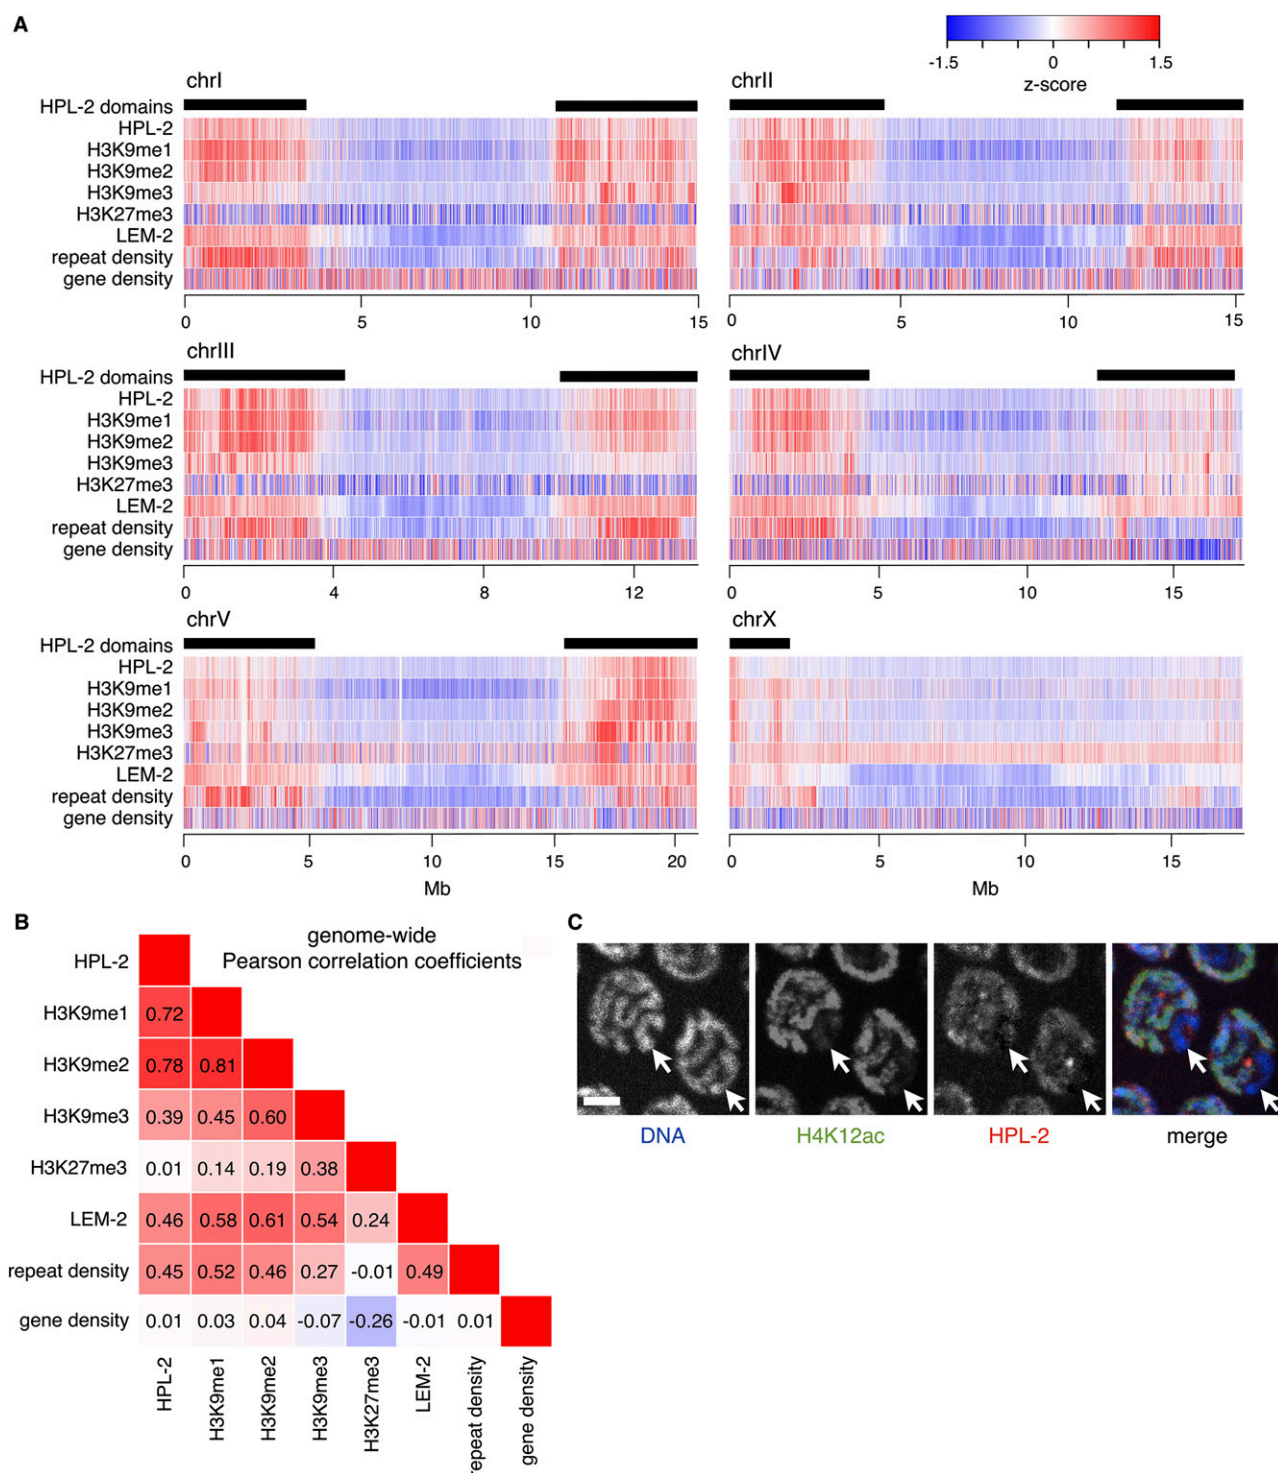 A
-1.5 0 1.5
z-score
chrI
HPL-2 domains
HPL-2
H3K9me1
H3K9me2
H3K9me3
H3K27me3
LEM-2
repeat density
gene density
0 5 10 15
chrII
0 5 10 15
chrIII
HPL-2 domains
HPL-2
H3K9me1
H3K9me2
H3K9me3
H3K27me3
LEM-2
repeat density
gene density
0 4 8 12
chrIV
0 5 10 15
chrV
HPL-2 domains
HPL-2
H3K9me1
H3K9me2
H3K9me3
H3K27me3
LEM-2
repeat density
gene density
0 5 10 15 20
Mb
chrX
0 5 10 15
Mb
B
genome-wide
Pearson correlation coefficients
HPL-2
H3K9me1 0.72
H3K9me2 0.78 0.81
H3K9me3 0.39 0.45 0.60
H3K27me3 0.01 0.14 0.19 0.38
LEM-2 0.46 0.58 0.61 0.54 0.24
repeat density 0.45 0.52 0.46 0.27 -0.01 0.49
gene density 0.01 0.03 0.04 -0.07 -0.26 -0.01 0.01
HPL-2
H3K9me1
H3K9me2
H3K9me3
H3K27me3
LEM-2
repeat density
gene density
C
DNA H4K12ac HPL-2 merge